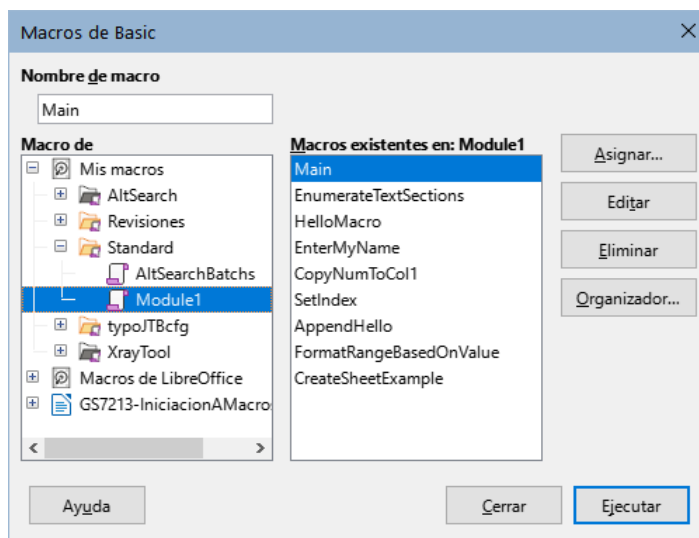 Macros de Basic
Nombre de macro
Main
Macro de
Mis macros
AltSearch
Revisiones
Standard
AltSearchBatchs
Module1
typoJTBcfg
XrayTool
Macros de LibreOffice
GS7213-IniciacionAMacro
Macros existentes en: Module1
Main
EnumerateTextSections
HelloMacro
EnterMyName
CopyNumToCol1
SetIndex
AppendHello
FormatRangeBasedOnValue
CreateSheetExample
Asignar...
Editar
Eliminar
Organizador...
Ayuda
Cerrar
Ejecutar